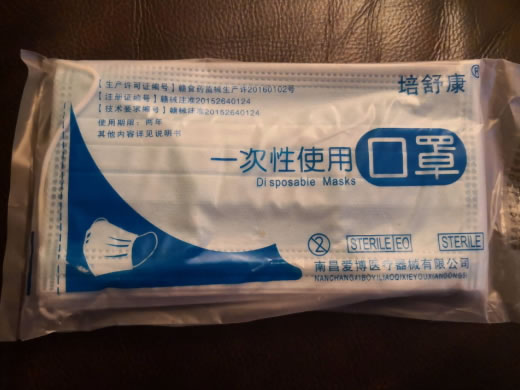 培舒康®
【生产许可证编号】赣食药监械生产许20160102号
【注册证编号】赣械注准20152640124
【技术要求编号】赣械注准20152640124
使用期限：两年
其他内容详见说明书
一次性使用口罩
Disposable Masks
2 STERILE EO STERILE
南昌爱博医疗器械有限公司
NANCHANGAIBOYILIAOQIXIEYOUXIANGONGSI